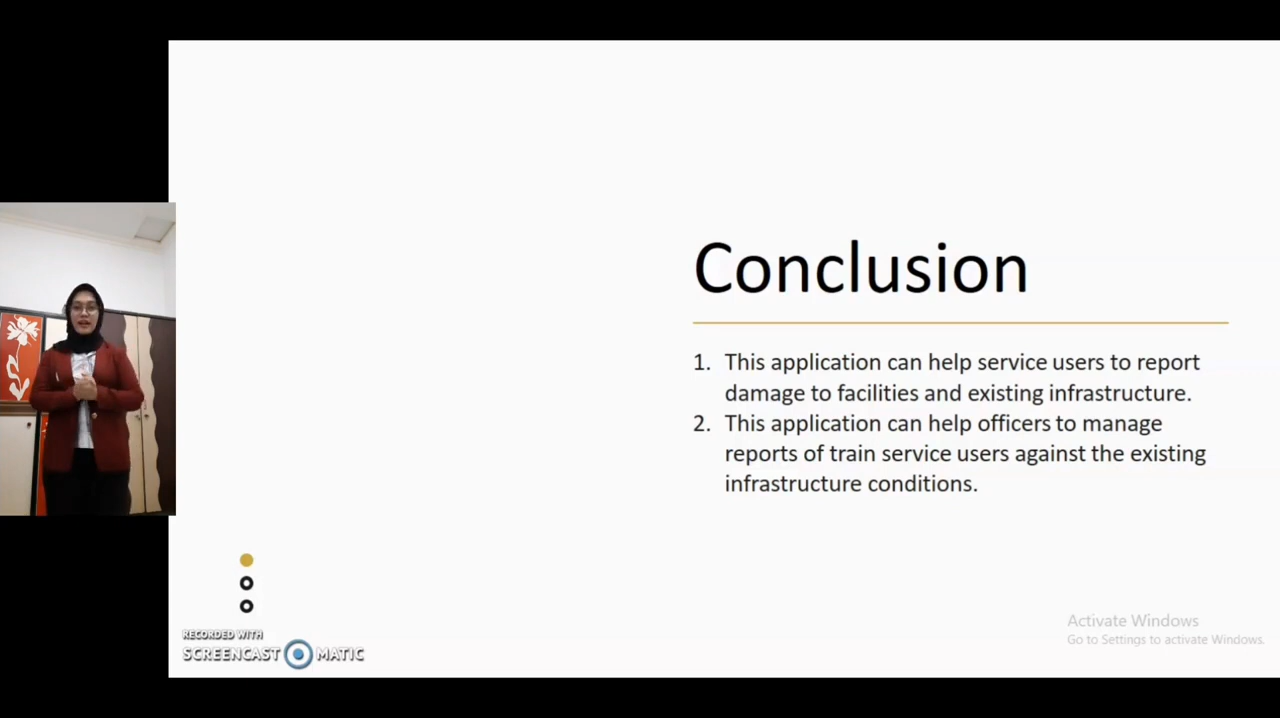 Conclusion
1. This application can help service users to report
damage to facilities and existing infrastructure.
2. This application can help officers to manage
reports of train service users against the existing
infrastructure conditions.
RECORDED WITH
SCREENCAST MATIC
Activate Windows
Go to Settings to activate Windows.